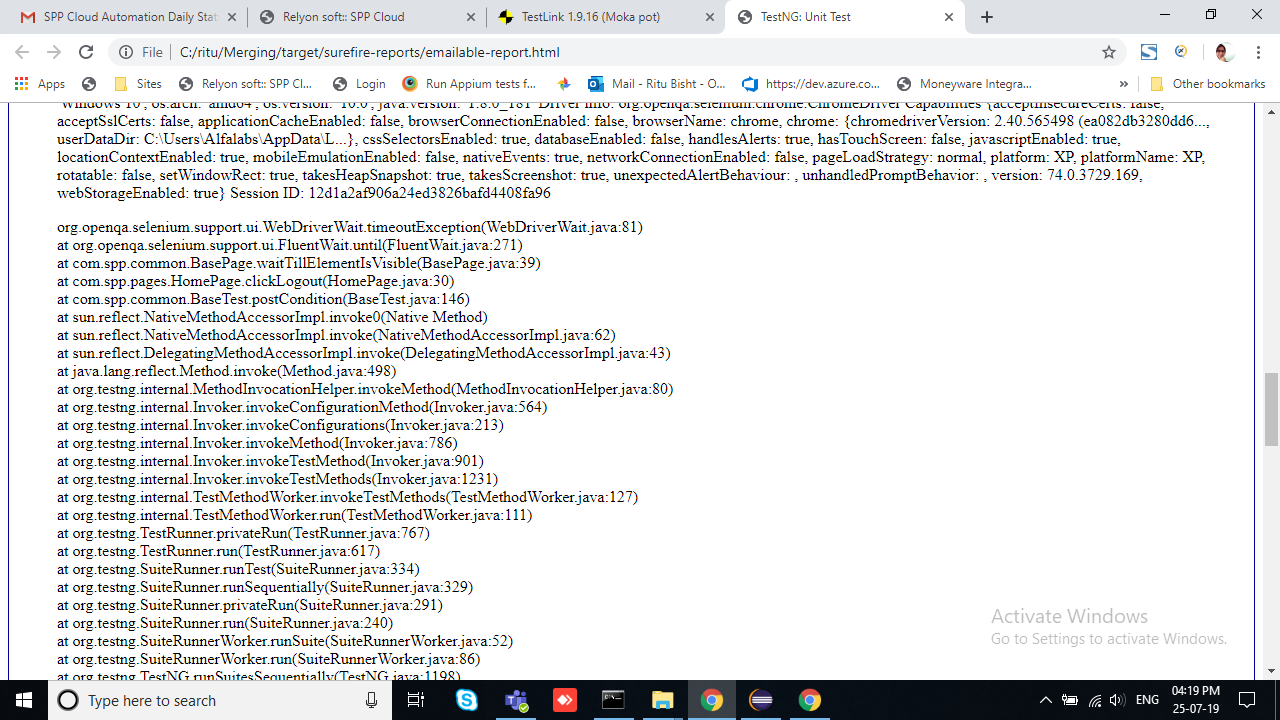 SPP Cloud Automation Daily Stat
Relyon soft:: SPP Cloud
TestLink 1.9.16 (Moka pot)
TestNG: Unit Test
File
C:/ritu/Merging/target/surefire-reports/emailable-report.html
Apps
Sites
Relyon soft:: SPP Cl...
Login
Run Appium tests f...
Mail - Ritu Bisht - O...
https://dev.azure.co...
Moneyware Integra...
»
Other bookmarks
'Windows 10', os.arch: 'amd64', os.version: '10.0', java.version: '1.8.0_181' Driver info: org.openqa.selenium.chrome.ChromeDriver Capabilities {acceptInsecureCerts: false,
acceptSslCerts: false, applicationCacheEnabled: false, browserConnectionEnabled: false, browserName: chrome, chrome: {chromedriverVersion: 2.40.565498 (ea082db3280dd6...,
userDataDir: C:\Users\Alfalabs\AppData\L...}, cssSelectorsEnabled: true, databaseEnabled: false, handlesAlerts: true, hasTouchScreen: false, javascriptEnabled: true,
locationContextEnabled: true, mobileEmulationEnabled: false, nativeEvents: true, networkConnectionEnabled: false, pageLoadStrategy: normal, platform: XP, platformName: XP,
rotatable: false, setWindowRect: true, takesHeapSnapshot: true, takesScreenshot: true, unexpectedAlertBehaviour: , unhandledPromptBehavior: , version: 74.0.3729.169,
webStorageEnabled: true} Session ID: 12d1a2af906a24ed3826bafd4408fa96
org.openqa.selenium.support.ui.WebDriverWait.timeoutException(WebDriverWait.java:81)
at org.openqa.selenium.support.ui.FluentWait.until(FluentWait.java:271)
at com.spp.common.BasePage.waitTillElementIsVisible(BasePage.java:39)
at com.spp.pages.HomePage.clickLogout(HomePage.java:30)
at com.spp.common.BaseTest.postCondition(BaseTest.java:146)
at sun.reflect.NativeMethodAccessorImpl.invoke0(Native Method)
at sun.reflect.NativeMethodAccessorImpl.invoke(NativeMethodAccessorImpl.java:62)
at sun.reflect.DelegatingMethodAccessorImpl.invoke(DelegatingMethodAccessorImpl.java:43)
at java.lang.reflect.Method.invoke(Method.java:498)
at org.testng.internal.MethodInvocationHelper.invokeMethod(MethodInvocationHelper.java:80)
at org.testng.internal.Invoker.invokeConfigurationMethod(Invoker.java:564)
at org.testng.internal.Invoker.invokeConfigurations(Invoker.java:213)
at org.testng.internal.Invoker.invokeMethod(Invoker.java:786)
at org.testng.internal.Invoker.invokeTestMethod(Invoker.java:901)
at org.testng.internal.Invoker.invokeTestMethods(Invoker.java:1231)
at org.testng.internal.TestMethodWorker.invokeTestMethods(TestMethodWorker.java:127)
at org.testng.internal.TestMethodWorker.run(TestMethodWorker.java:111)
at org.testng.TestRunner.privateRun(TestRunner.java:767)
at org.testng.TestRunner.run(TestRunner.java:617)
at org.testng.SuiteRunner.runTest(SuiteRunner.java:334)
at org.testng.SuiteRunner.runSequentially(SuiteRunner.java:329)
at org.testng.SuiteRunner.privateRun(SuiteRunner.java:291)
at org.testng.SuiteRunner.run(SuiteRunner.java:240)
at org.testng.SuiteRunnerWorker.runSuite(SuiteRunnerWorker.java:52)
at org.testng.SuiteRunnerWorker.run(SuiteRunnerWorker.java:86)
at org.testng.TestNG.runSuitesSequentially(TestNG.java:1198)
Activate Windows
Go to Settings to activate Windows.
Type here to search
ENG
04:19 PM
25-07-19